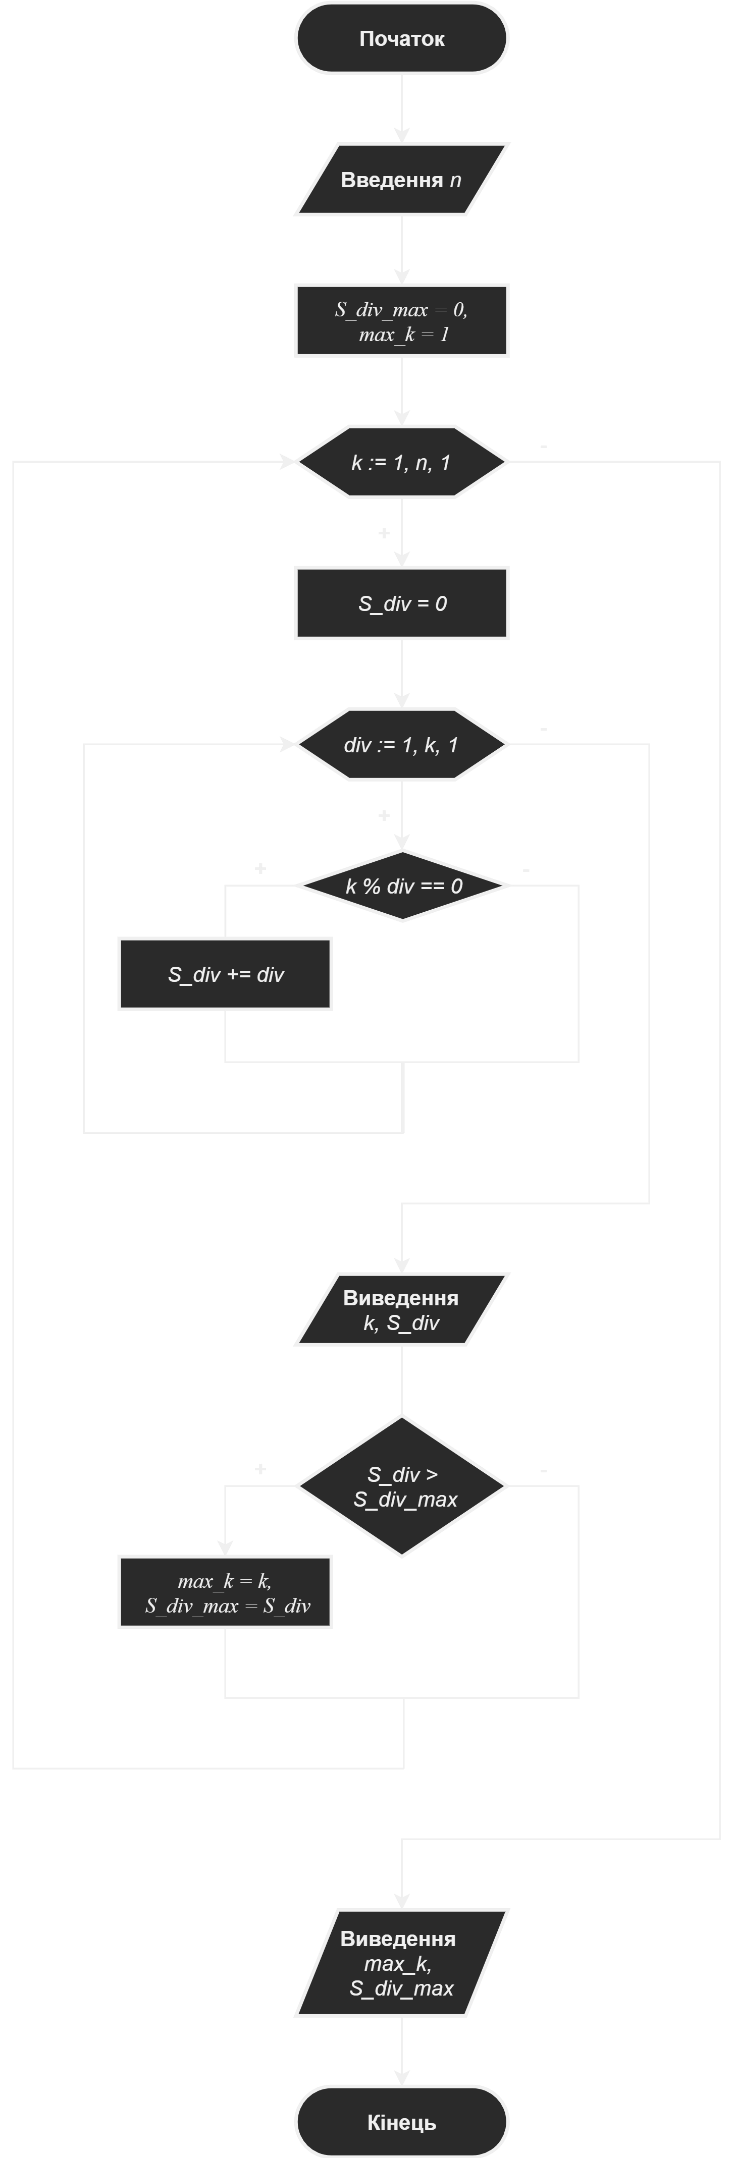 Початок
Введення n
S_div_max = 0,
max_k = 1
k := 1, n, 1
-
+
S_div = 0
div := 1, k, 1
-
+
k % div == 0
+
-
S_div += div
Виведення
k, S_div
S_div >
S_div_max
+
-
max_k = k,
S_div_max = S_div
Виведення
max_k,
S_div_max
Кінець